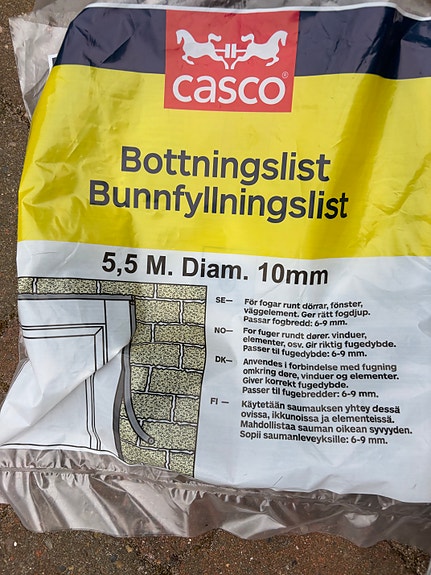 CASCO®
Bottningslist
Bunnfyllningslist
5,5 M. Diam. 10mm
SE— För fogar runt dörrar, fönster,
väggelement. Ger rätt fogdjup.
Passar fogbredd: 6-9 mm.
NO— For fuger rundt dører. vinduer,
elementer, osv. Gir riktig fugedybde.
Passer til fugedybde: 6-9 mm.
DK— Anvendes i forbindelse med fugning
omkring døre, vinduer og elementer.
Giver korrekt fugedybde.
Passer til fugebredder: 6-9 mm.
FI — Käytetään saumauksen yhtey dessä
ovissa, ikkunoissa ja elementeissä.
Mahdollistaa sauman oikean syvyyden.
Sopii saumanleveyksille: 6-9 mm.